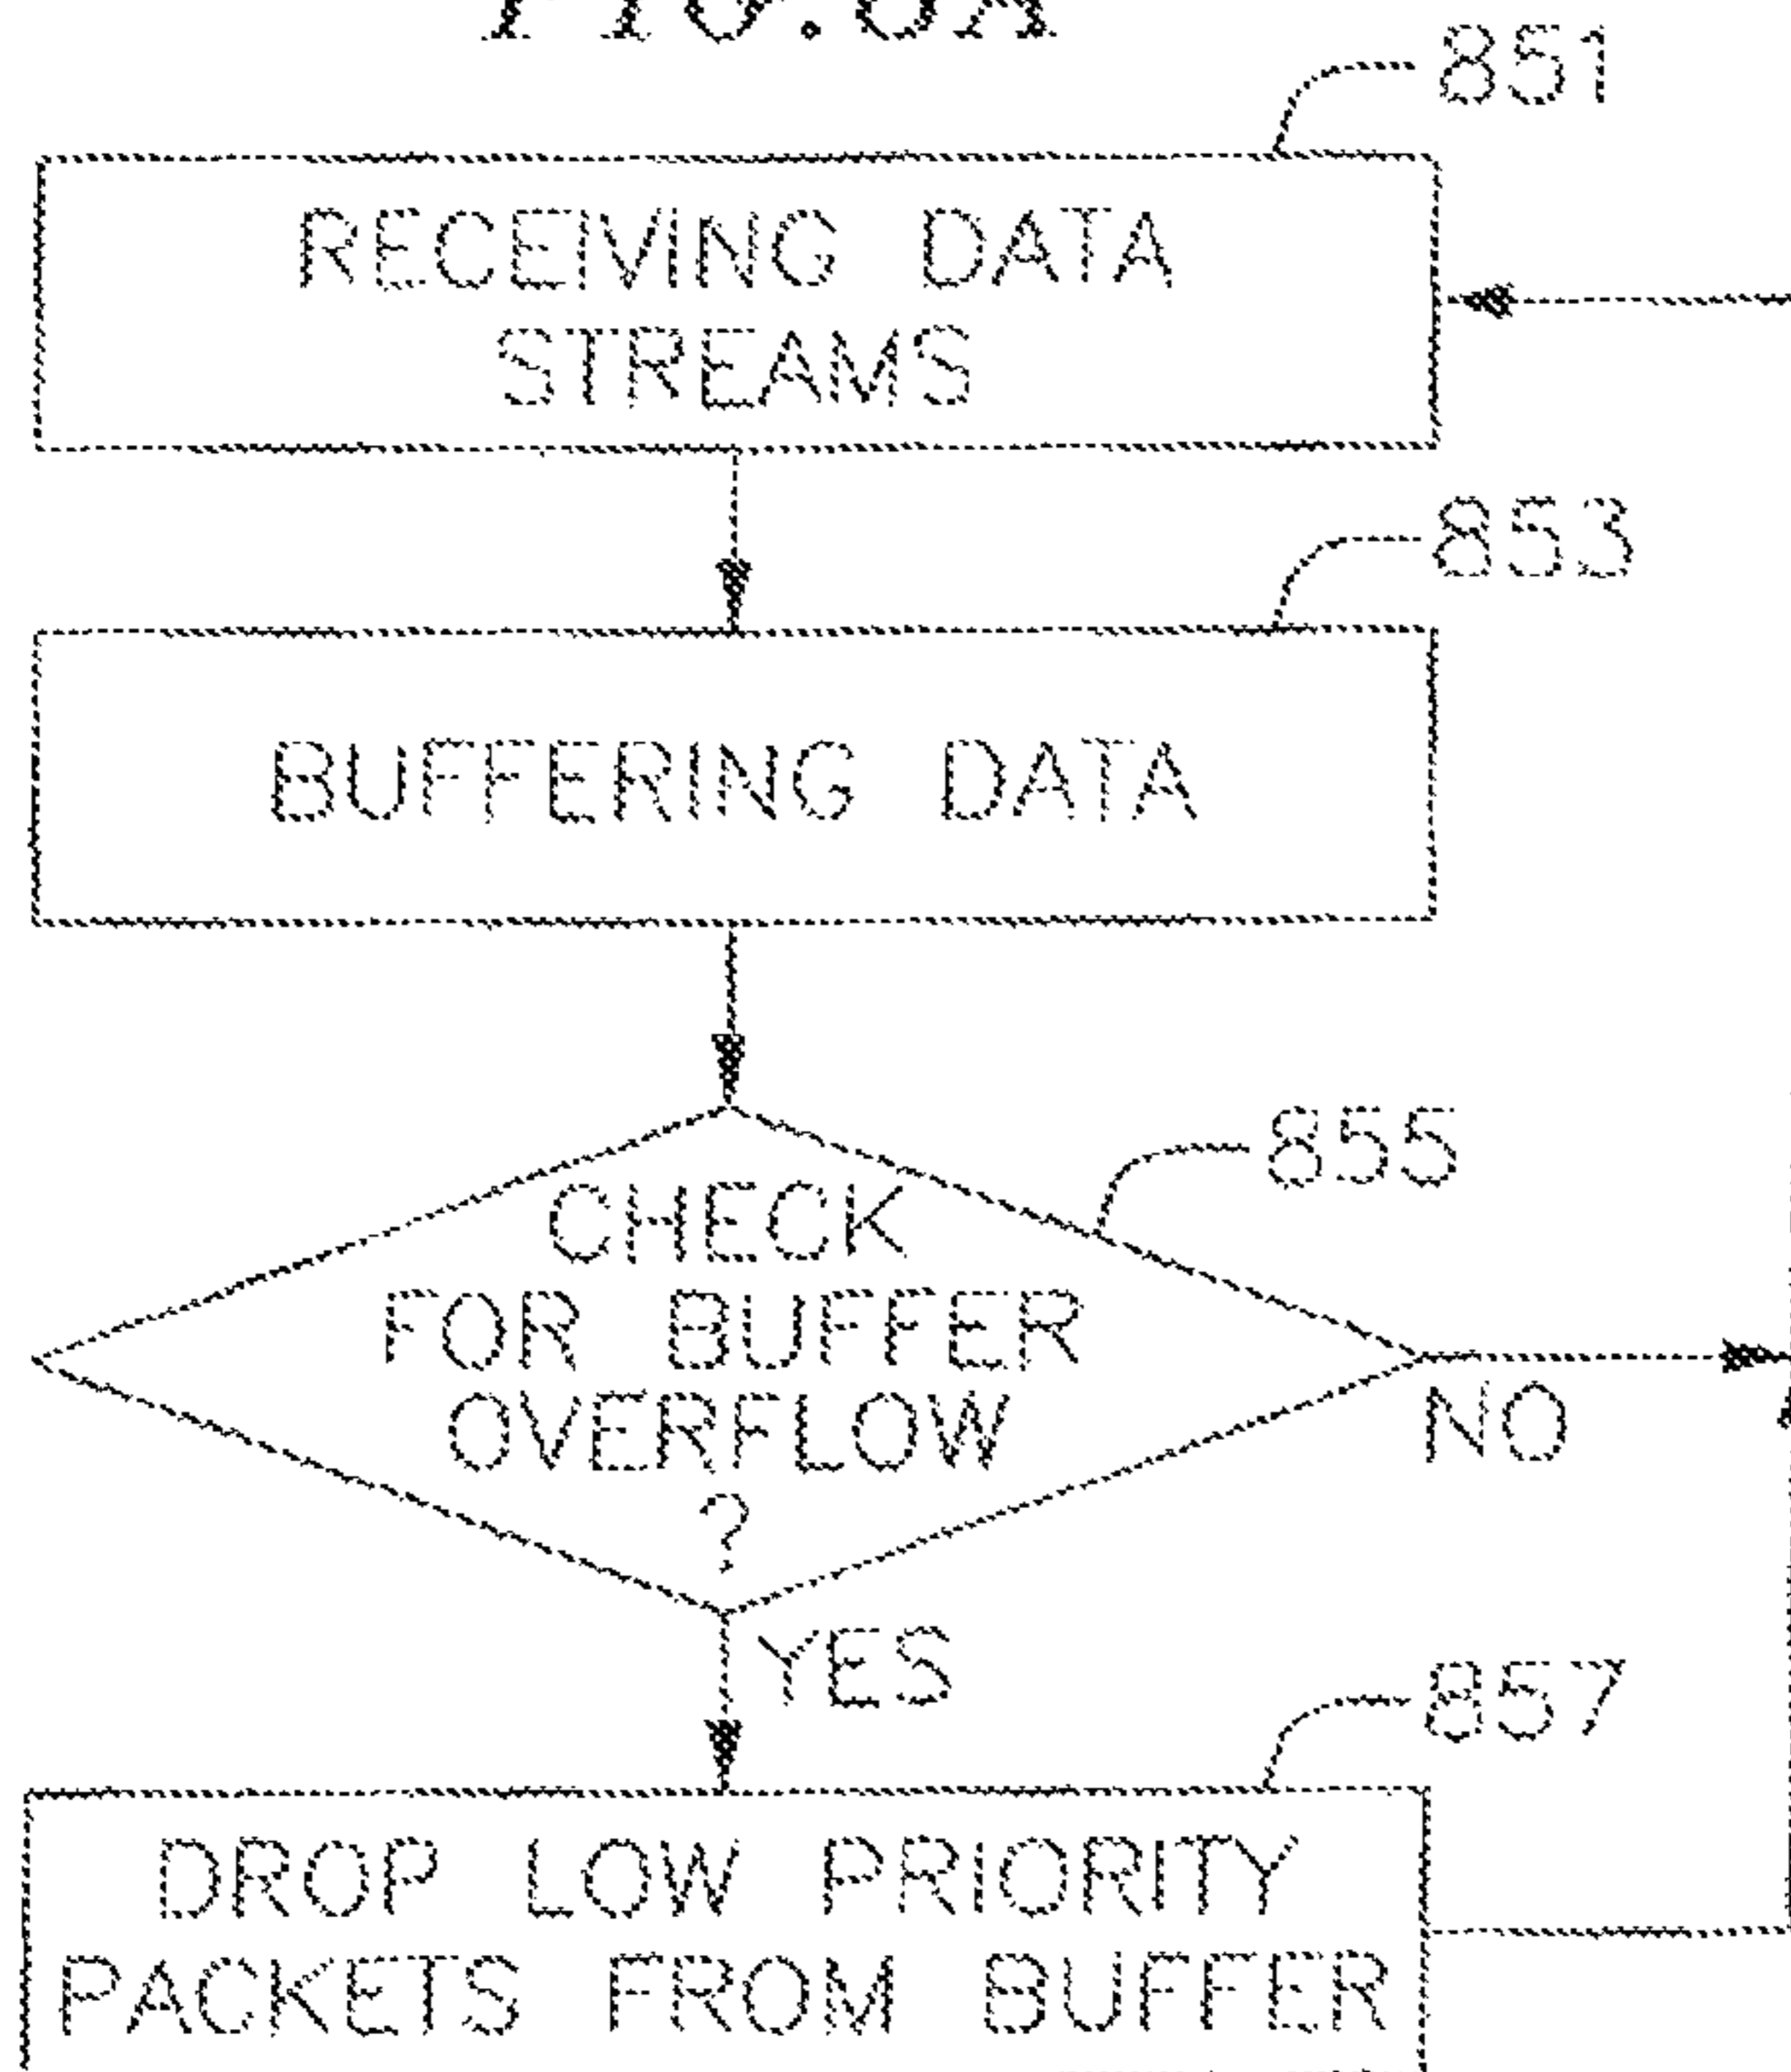 851
RECEIVING DATA
STREAMS
853
BUFFERING DATA
855
CHECK
FOR BUFFER
OVERFLOW
?
NO
YES
857
DROP LOW PRIORITY
PACKETS FROM BUFFER